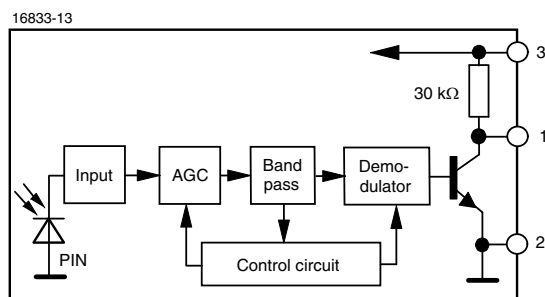 16833-13
3
30 kΩ
1
Input
AGC
Band
pass
Demo-
dulator
2
PIN
Control circuit